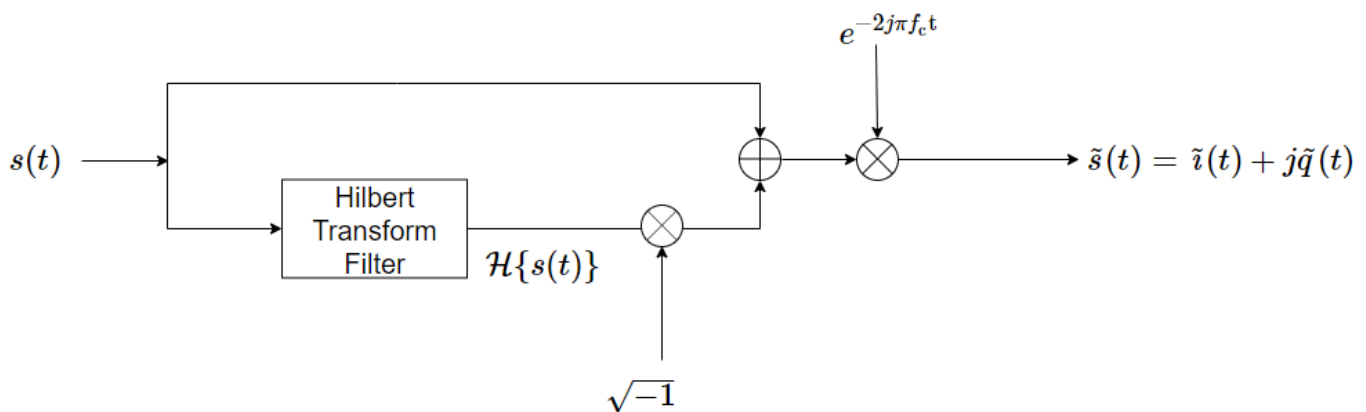 e^{-2jπf_c t}
s(t)
Hilbert
Transform
Filter
ℋ{s(t)}
s̃(t) = ĩ(t) + jq̃(t)
√−1